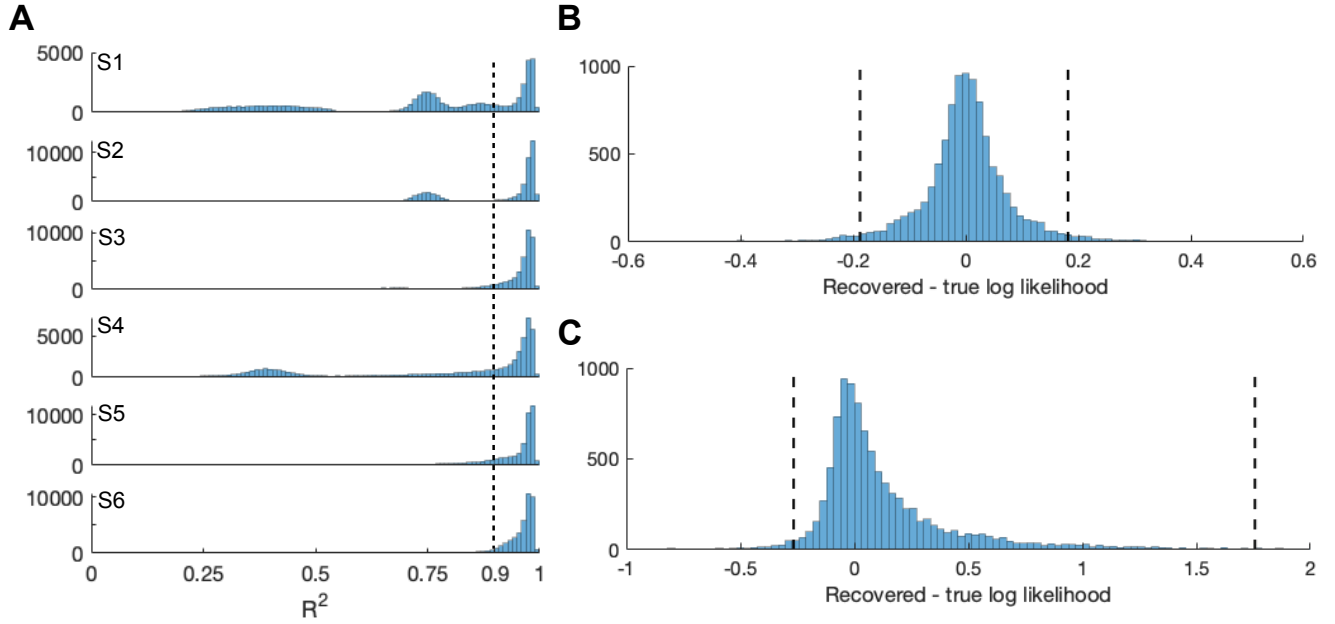 A
5000
0
S1
10000
0
S2
10000
0
S3
5000
0
S4
10000
0
S5
10000
0
S6
0 0.25 0.5 0.75 0.9 1
R²
B
1000
500
0
-0.6 -0.4 -0.2 0 0.2 0.4 0.6
Recovered - true log likelihood
C
1000
500
0
-1 -0.5 0 0.5 1 1.5 2
Recovered - true log likelihood